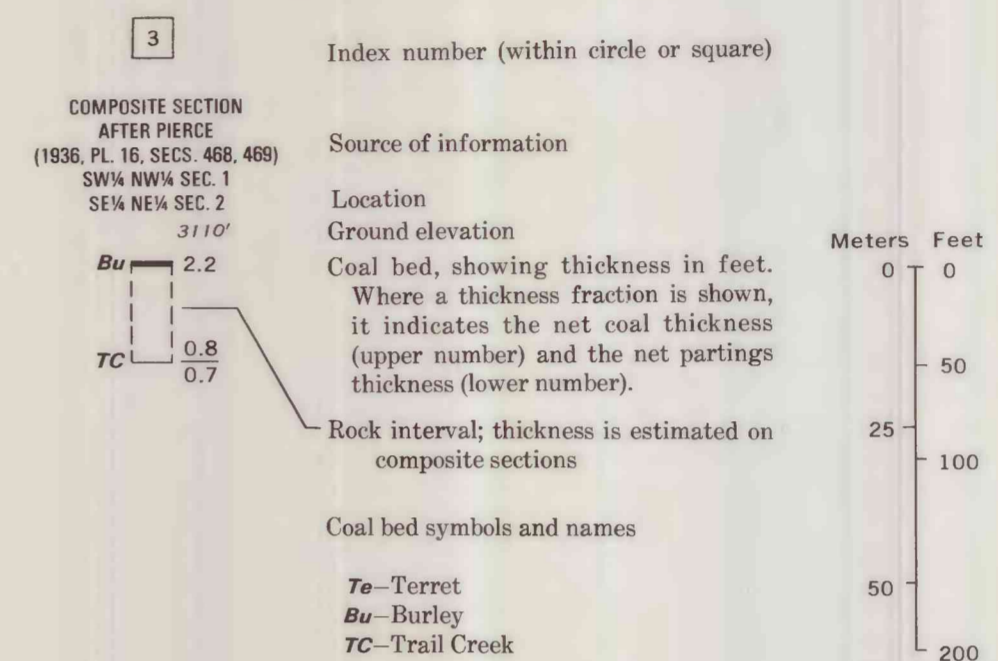 3
Index number (within circle or square)
COMPOSITE SECTION
AFTER PIERCE
(1936, PL. 16, SECS. 468, 469)
SW¼ NW¼ SEC. 1
SE¼ NE¼ SEC. 2
Source of information
Location
3110'
Ground elevation
Bu 2.2
TC 0.8
0.7
Coal bed, showing thickness in feet.
Where a thickness fraction is shown,
it indicates the net coal thickness
(upper number) and the net partings
thickness (lower number).
Rock interval; thickness is estimated on
composite sections
Coal bed symbols and names
Te—Terret
Bu—Burley
TC—Trail Creek
Meters Feet
0 0
50
25
100
50
200